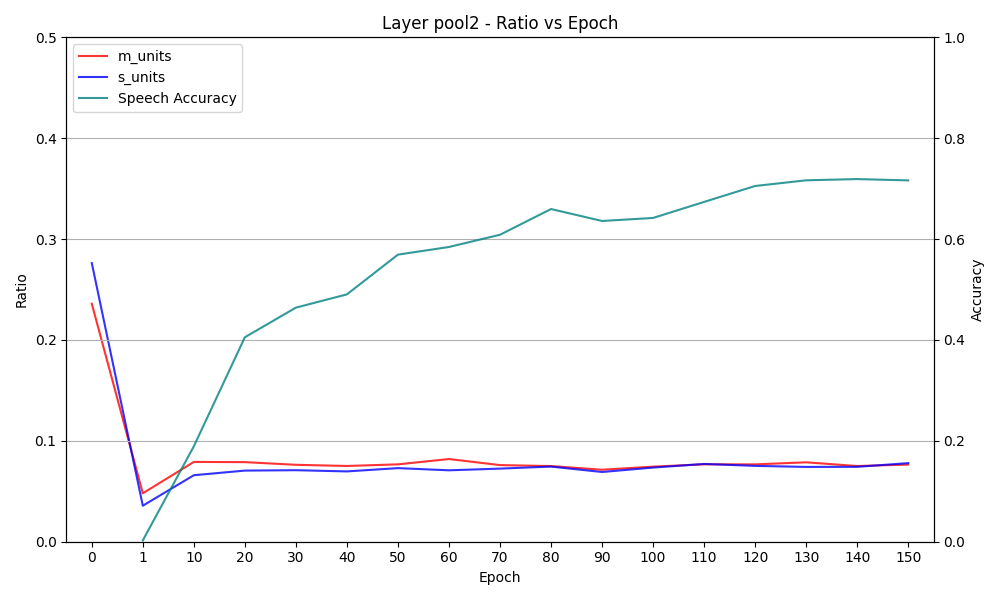 Layer pool2 - Ratio vs Epoch
m_units
s_units
Speech Accuracy
Ratio
0.5
0.4
0.3
0.2
0.1
0.0
1.0
0.8
0.6
0.4
0.2
0.0
Accuracy
0 1 10 20 30 40 50 60 70 80 90 100 110 120 130 140 150
Epoch